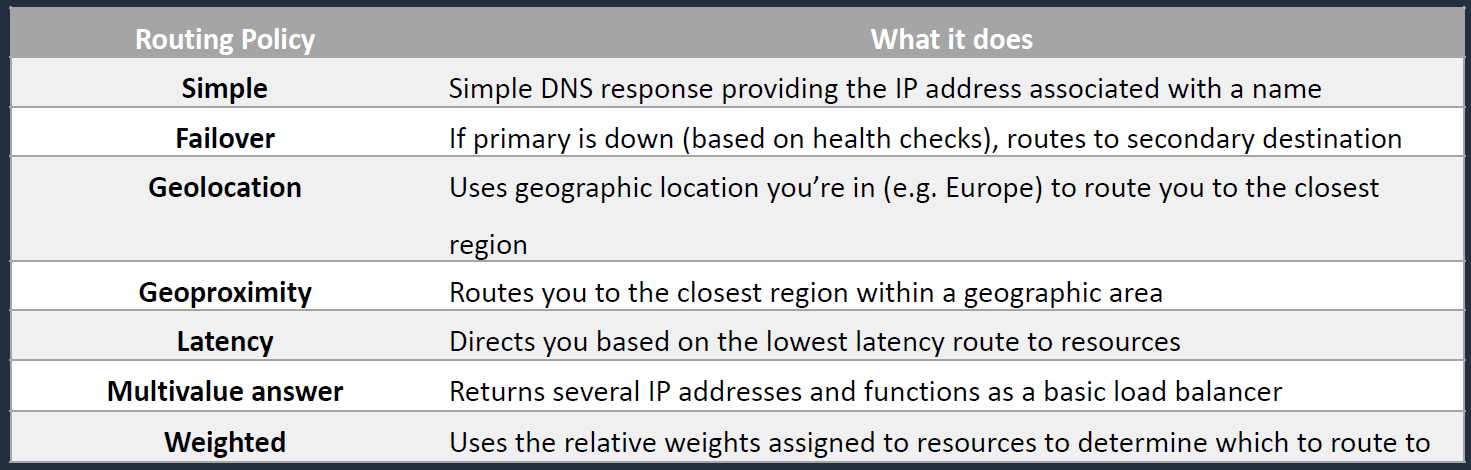 Routing Policy What it does
Simple Simple DNS response providing the IP address associated with a name
Failover If primary is down (based on health checks), routes to secondary destination
Geolocation Uses geographic location you’re in (e.g. Europe) to route you to the closest
region
Geoproximity Routes you to the closest region within a geographic area
Latency Directs you based on the lowest latency route to resources
Multivalue answer Returns several IP addresses and functions as a basic load balancer
Weighted Uses the relative weights assigned to resources to determine which to route to